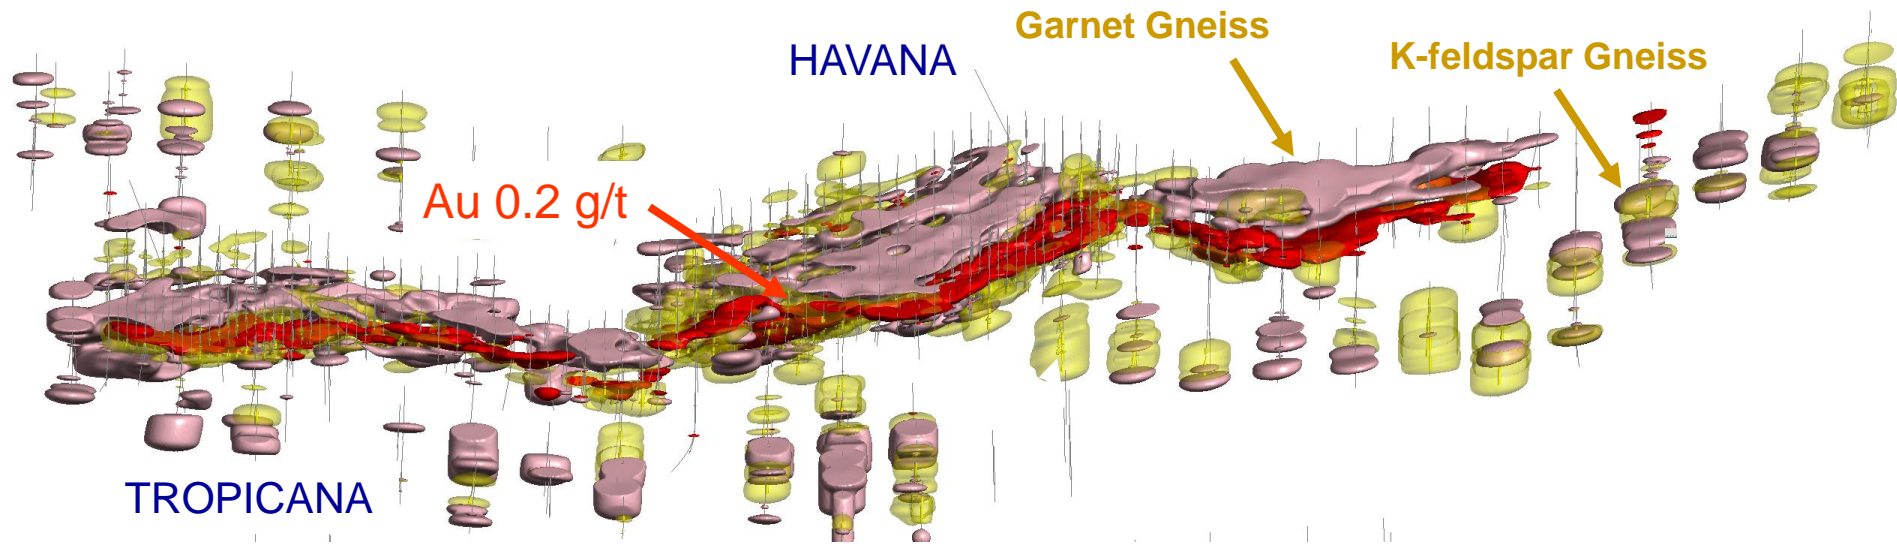 Garnet Gneiss
HAVANA
K-feldspar Gneiss
Au 0.2 g/t
TROPICANA